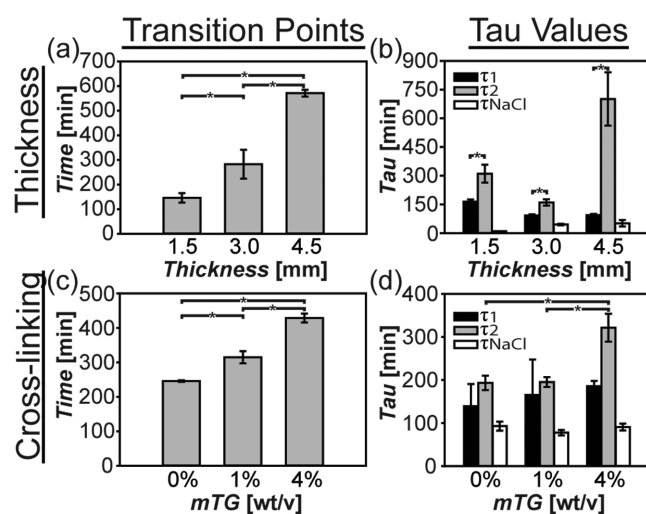 Transition Points
Tau Values
Thickness
(a)
Time [min]
700
600
500
400
300
200
100
0
*
*
*
1.5
3.0
4.5
Thickness [mm]
(b)
Tau [min]
900
750
600
450
300
150
0
τ1
τ2
τNaCl
*
*
*
1.5
3.0
4.5
Thickness [mm]
Cross-linking
(c)
Time [min]
500
400
300
200
100
0
*
*
*
0%
1%
4%
mTG [wt/v]
(d)
Tau [min]
400
300
200
100
0
τ1
τ2
τNaCl
*
*
0%
1%
4%
mTG [wt/v]